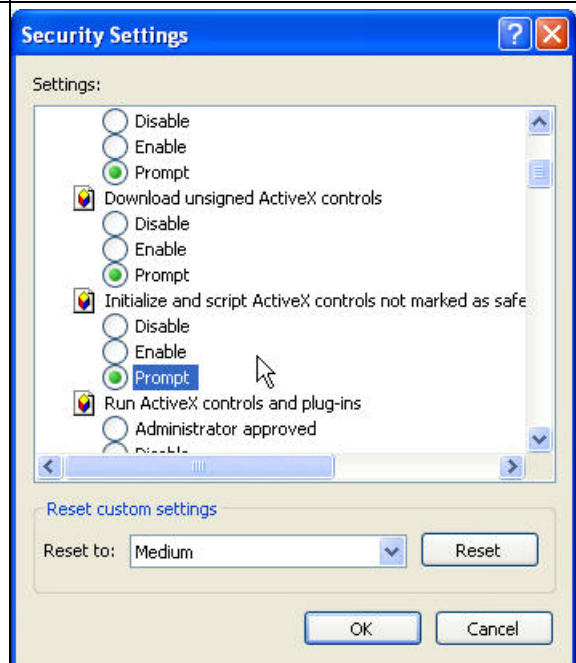 Security Settings
Settings:
Disable
Enable
Prompt
Download unsigned ActiveX controls
Disable
Enable
Prompt
Initialize and script ActiveX controls not marked as safe
Disable
Enable
Prompt
Run ActiveX controls and plug-ins
Administrator approved
Disable
Reset custom settings
Reset to: Medium Reset
OK Cancel